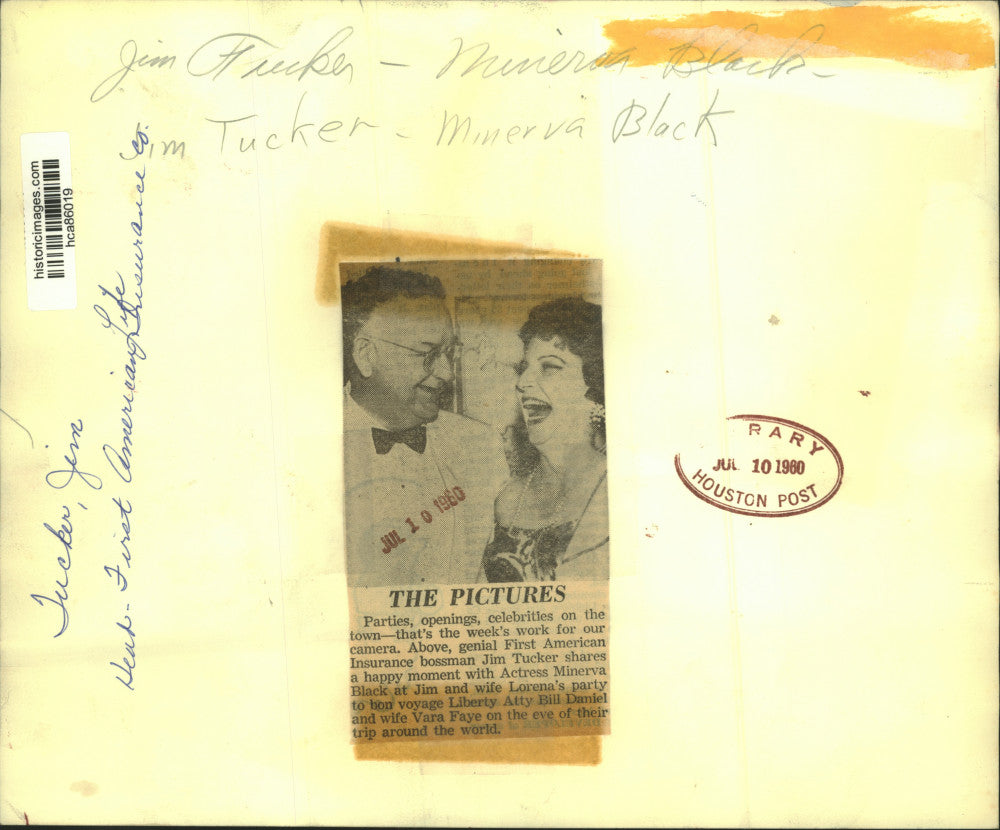 Jim Tucker - Minerva Black -
Jim Tucker - Minerva Black
historicimages.com
hca86019
Tucker, Jim
Head - First American Life Insurance Co.
JUL 10 1960
THE PICTURES
Parties, openings, celebrities on the
town—that's the week's work for our
camera. Above, genial First American
Insurance bossman Jim Tucker shares
a happy moment with Actress Minerva
Black at Jim and wife Lorena's party
to bon voyage Liberty Atty Bill Daniel
and wife Vara Faye on the eve of their
trip around the world.
RARY
JUL 10 1960
HOUSTON POST